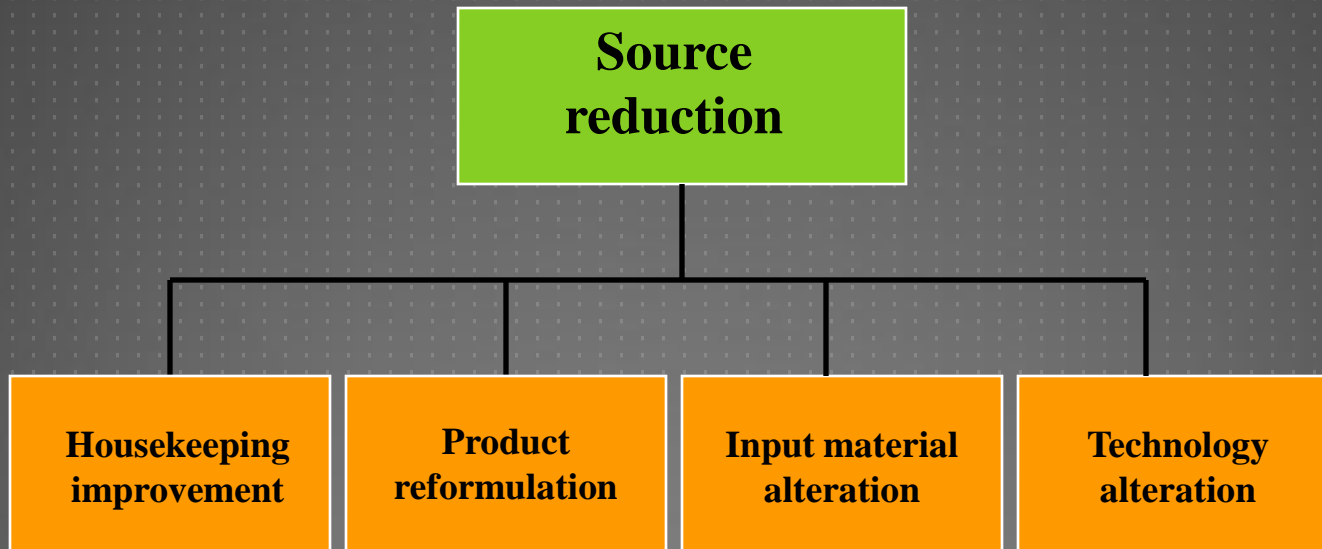 Source
reduction
Housekeeping
improvement
Product
reformulation
Input material
alteration
Technology
alteration